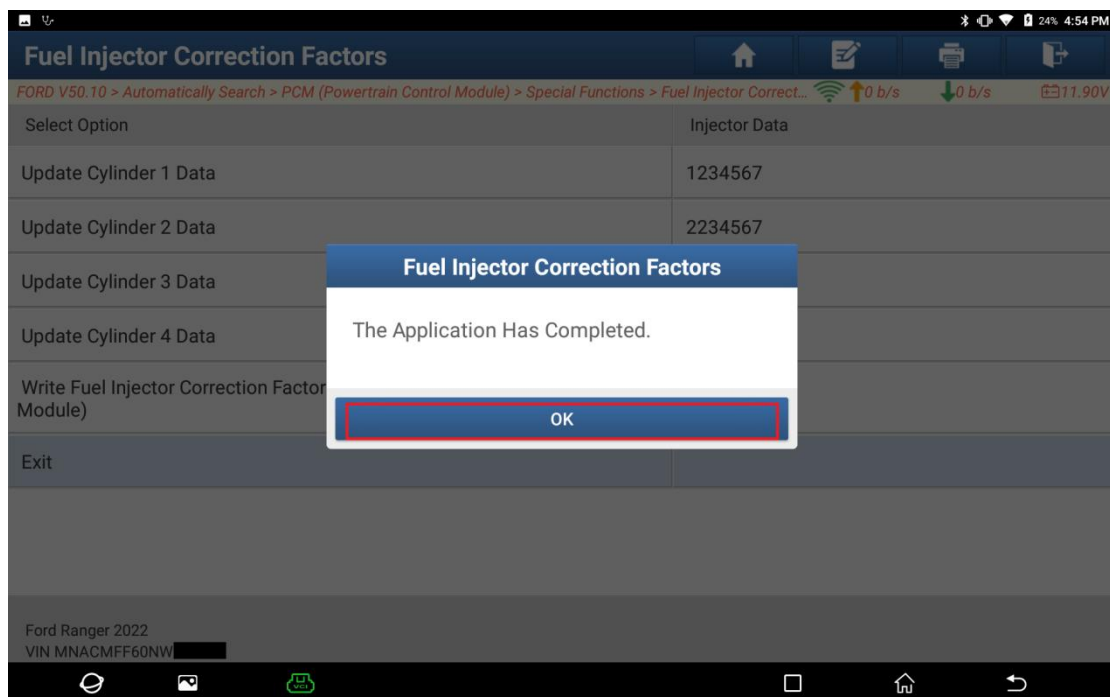 24% 4:54 PM
Fuel Injector Correction Factors
FORD V50.10 > Automatically Search > PCM (Powertrain Control Module) > Special Functions > Fuel Injector Correct... 0 b/s 0 b/s 11.90V
Select Option Injector Data
Update Cylinder 1 Data 1234567
Update Cylinder 2 Data 2234567
Fuel Injector Correction Factors
Update Cylinder 3 Data
The Application Has Completed.
Update Cylinder 4 Data
Write Fuel Injector Correction Factor
Module)
OK
Exit
Ford Ranger 2022
VIN MNACMFF60NW
VCI